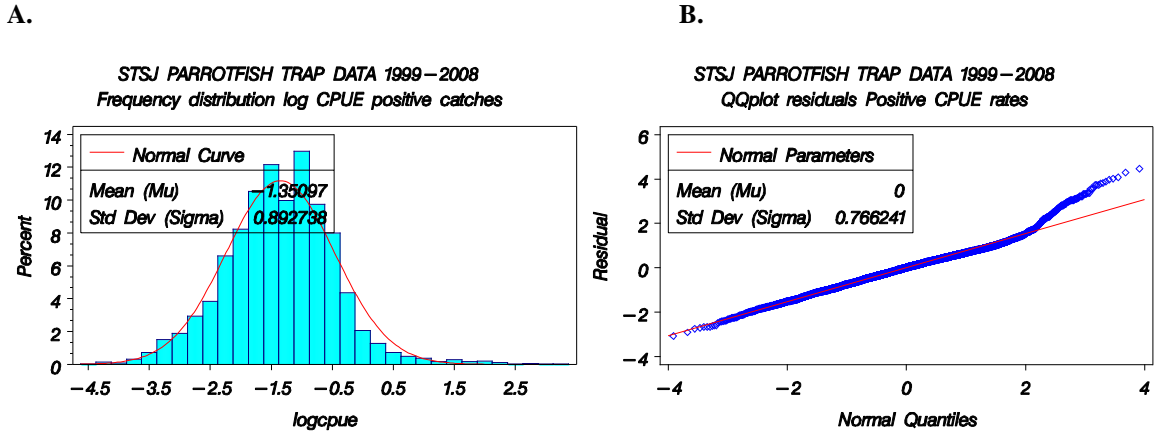 A.
STSJ PARROTFISH TRAP DATA 1999-2008
Frequency distribution log CPUE positive catches
Normal Curve
Mean (Mu) -1.35097
Std Dev (Sigma) 0.892738
Percent
14
12
10
8
6
4
2
0
-4.5 -3.5 -2.5 -1.5 -0.5 0.5 1.5 2.5
logcpue
B.
STSJ PARROTFISH TRAP DATA 1999-2008
QQplot residuals Positive CPUE rates
Normal Parameters
Mean (Mu) 0
Std Dev (Sigma) 0.766241
Residual
6
4
2
0
-2
-4
-4 -2 0 2 4
Normal Quantiles